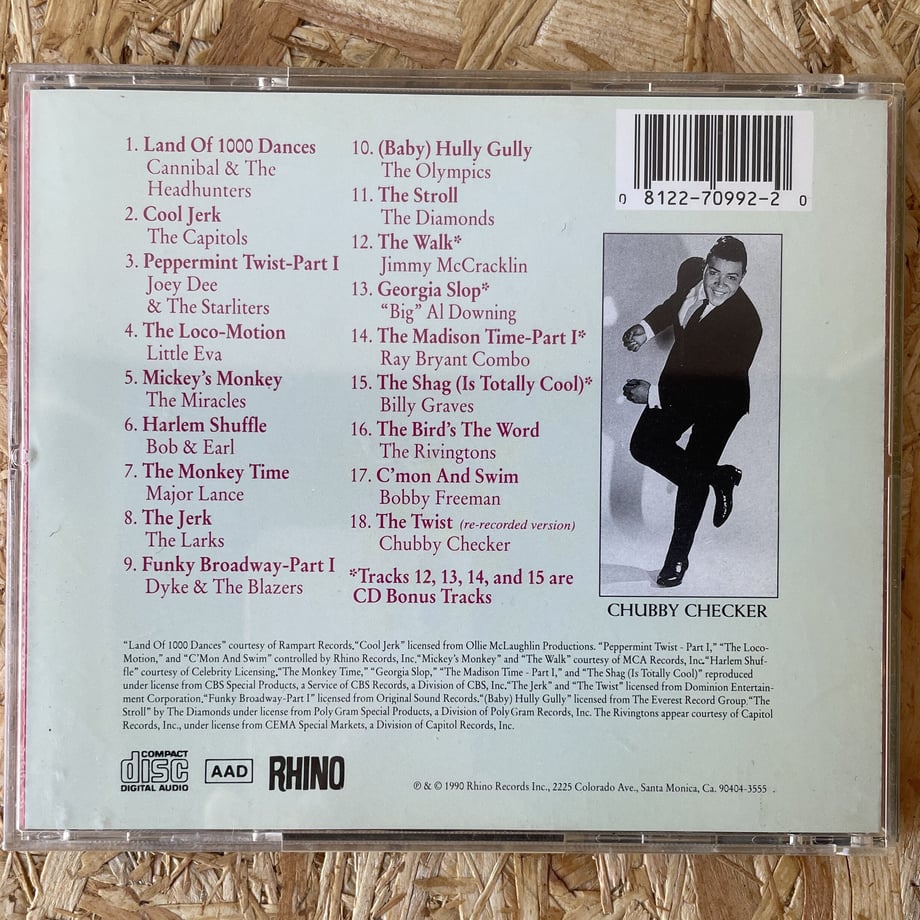 1. Land Of 1000 Dances
Cannibal & The
Headhunters
2. Cool Jerk
The Capitols
3. Peppermint Twist-Part I
Joey Dee
& The Starliters
4. The Loco-Motion
Little Eva
5. Mickey's Monkey
The Miracles
6. Harlem Shuffle
Bob & Earl
7. The Monkey Time
Major Lance
8. The Jerk
The Larks
9. Funky Broadway-Part I
Dyke & The Blazers
10. (Baby) Hully Gully
The Olympics
11. The Stroll
The Diamonds
12. The Walk*
Jimmy McCracklin
13. Georgia Slop*
"Big" Al Downing
14. The Madison Time-Part I*
Ray Bryant Combo
15. The Shag (Is Totally Cool)*
Billy Graves
16. The Bird's The Word
The Rivingtons
17. C'mon And Swim
Bobby Freeman
18. The Twist (re-recorded version)
Chubby Checker
*Tracks 12, 13, 14, and 15 are
CD Bonus Tracks
0 8122-70992-2 0
CHUBBY CHECKER
"Land Of 1000 Dances" courtesy of Rampart Records, "Cool Jerk" licensed from Ollie McLaughlin Productions. "Peppermint Twist - Part I," "The Loco-
Motion," and "C'Mon And Swim" controlled by Rhino Records, Inc. "Mickey's Monkey" and "The Walk" courtesy of MCA Records, Inc. "Harlem Shuf-
fle" courtesy of Celebrity Licensing, "The Monkey Time," "Georgia Slop," "The Madison Time - Part I," and "The Shag (Is Totally Cool)" reproduced
under license from CBS Special Products, a Service of CBS Records, a Division of CBS, Inc, "The Jerk" and "The Twist" licensed from Dominion Entertain-
ment Corporation, "Funky Broadway-Part I" licensed from Original Sound Records. "(Baby) Hully Gully" licensed from The Everest Record Group. "The
Stroll" by The Diamonds under license from PolyGram Special Products, a Division of PolyGram Records, Inc. The Rivingtons appear courtesy of Capitol
Records, Inc., under license from CEMA Special Markets, a Division of Capitol Records, Inc.
COMPACT
disc
DIGITAL AUDIO
AAD
RHINO
℗ & © 1990 Rhino Records Inc., 2225 Colorado Ave., Santa Monica, Ca. 90404-3555